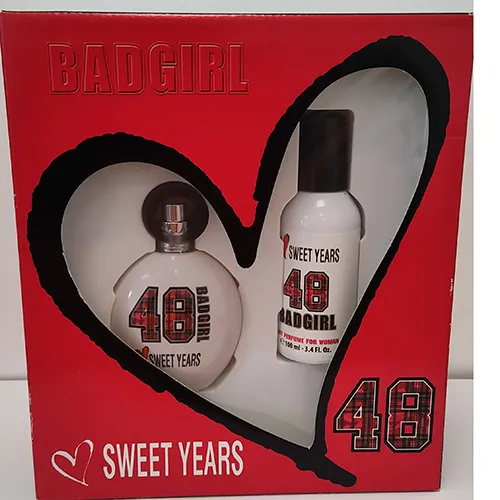 BADGIRL
48
BADGIRL
SWEET YEARS
SWEET YEARS
48
BADGIRL
PERFUME FOR WOMAN
100 ml - 3.4 Fl. Oz.
48
SWEET YEARS